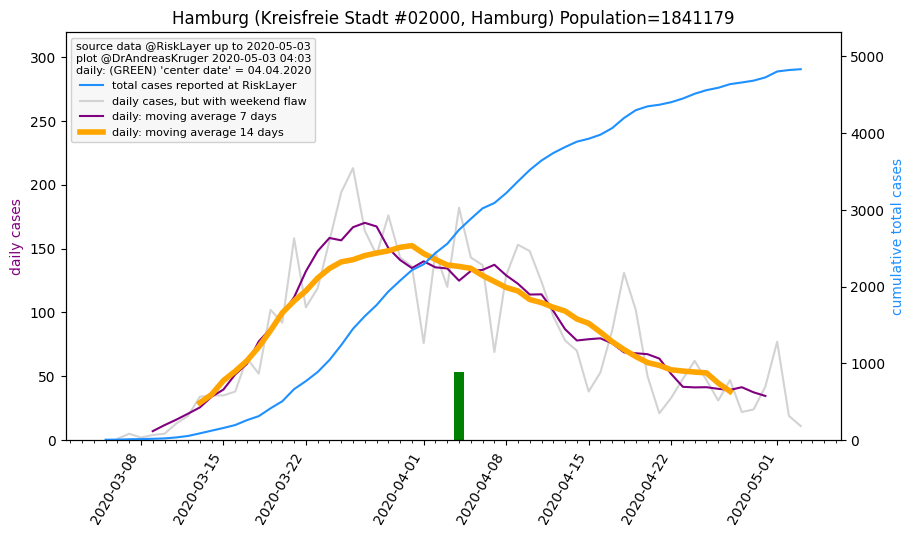 Hamburg (Kreisfreie Stadt #02000, Hamburg) Population=1841179
source data @RiskLayer up to 2020-05-03
plot @DrAndreasKruger 2020-05-03 04:03
daily: (GREEN) 'center date' = 04.04.2020
total cases reported at RiskLayer
daily cases, but with weekend flaw
daily: moving average 7 days
daily: moving average 14 days
daily cases
300
250
200
150
100
50
0
5000
4000
3000
2000
1000
0
cumulative total cases
2020-03-08
2020-03-15
2020-03-22
2020-04-01
2020-04-08
2020-04-15
2020-04-22
2020-05-01